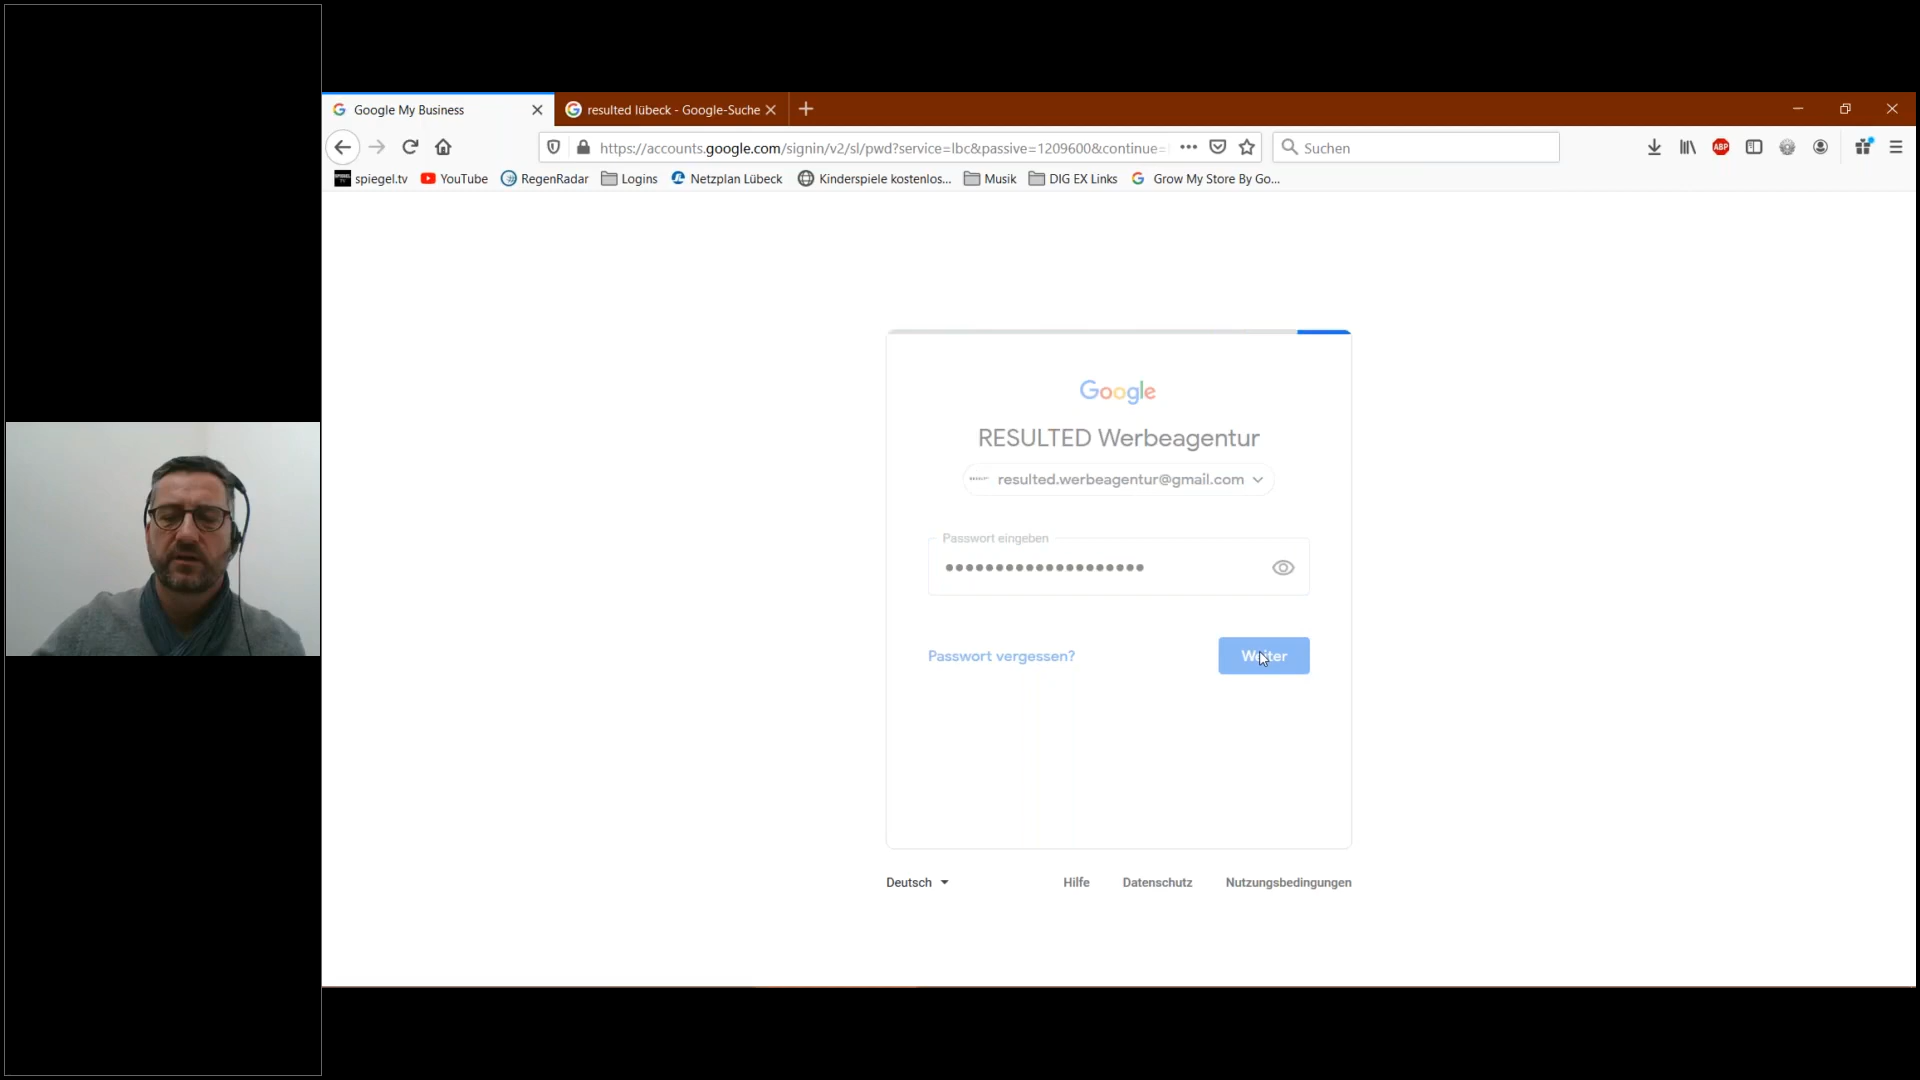 Google My Business
resulted lübeck - Google-Suche
https://accounts.google.com/signin/v2/sl/pwd?service=lbc&passive=1209600&continue=
Suchen
ABP
spiegel.tv
YouTube
RegenRadar
Logins
Netzplan Lübeck
Kinderspiele kostenlos...
Musik
DIG EX Links
Grow My Store By Go...
Google
RESULTED Werbeagentur
resulted.werbeagentur@gmail.com
Passwort eingeben
Passwort vergessen?
Weiter
Deutsch
Hilfe
Datenschutz
Nutzungsbedingungen